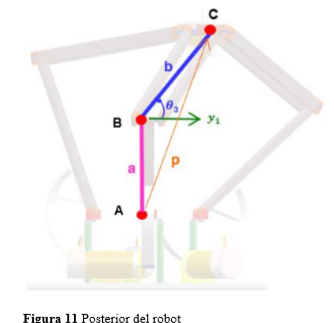 C
b
θ₃
B
y₁
a
p
A
Figura 11 Posterior del robot